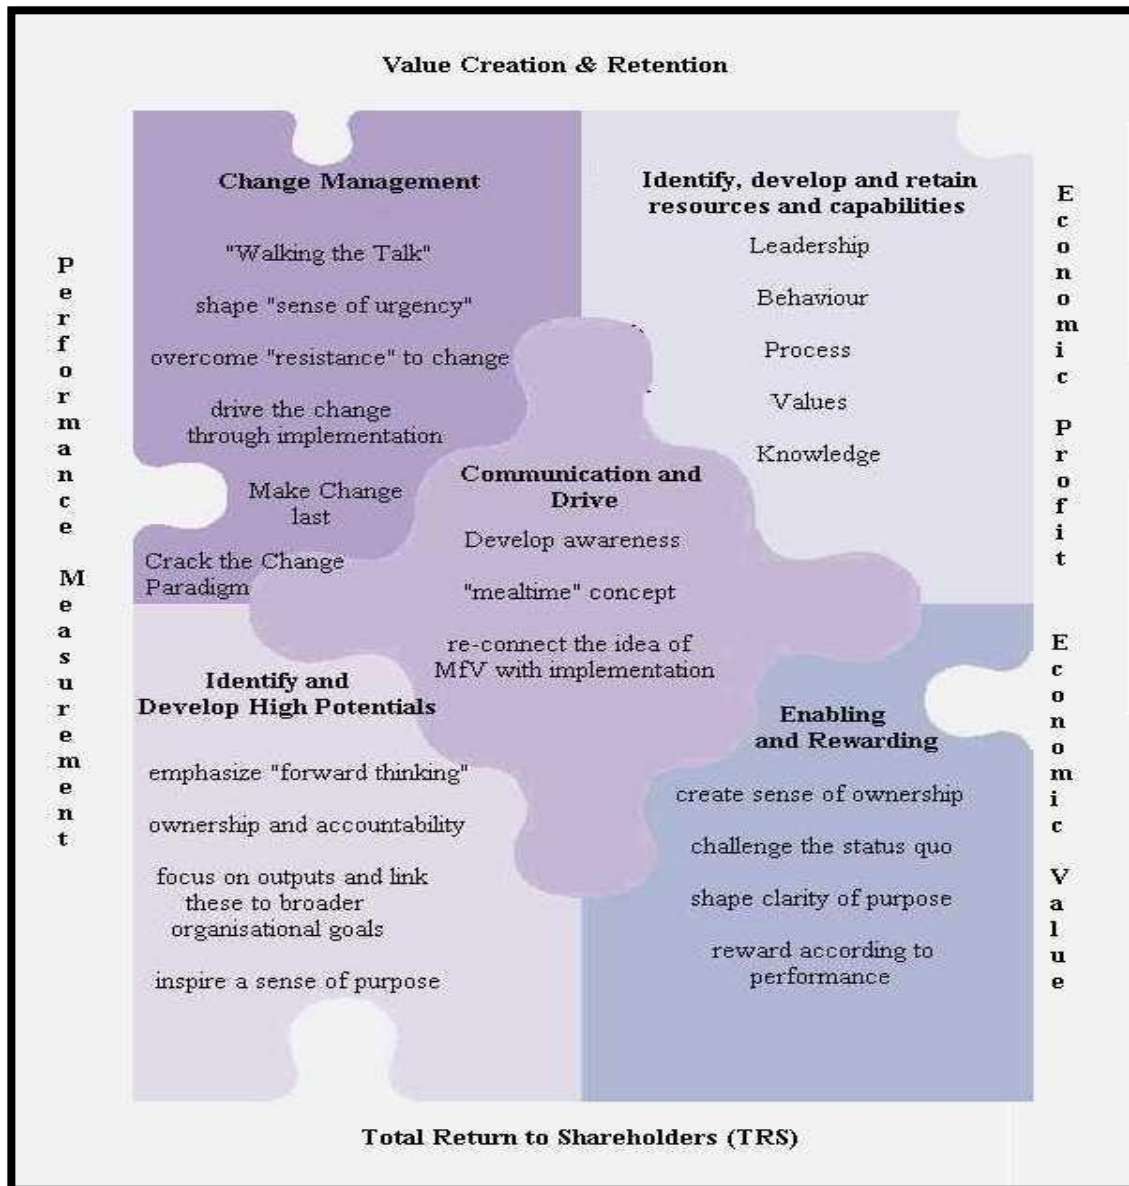 Value Creation & Retention
Change Management
"Walking the Talk"
shape "sense of urgency"
overcome "resistance" to change
drive the change
through implementation
Make Change
last
Crack the Change
Paradigm
Identify, develop and retain
resources and capabilities
Leadership
Behaviour
Process
Values
Knowledge
Communication and
Drive
Develop awareness
"mealtime" concept
re-connect the idea of
MfV with implementation
Identify and
Develop High Potentials
emphasize "forward thinking"
ownership and accountability
focus on outputs and link
these to broader
organisational goals
inspire a sense of purpose
Enabling
and Rewarding
create sense of ownership
challenge the status quo
shape clarity of purpose
reward according to
performance
Performance Measurement
Economic Profit
Economic Value
Total Return to Shareholders (TRS)